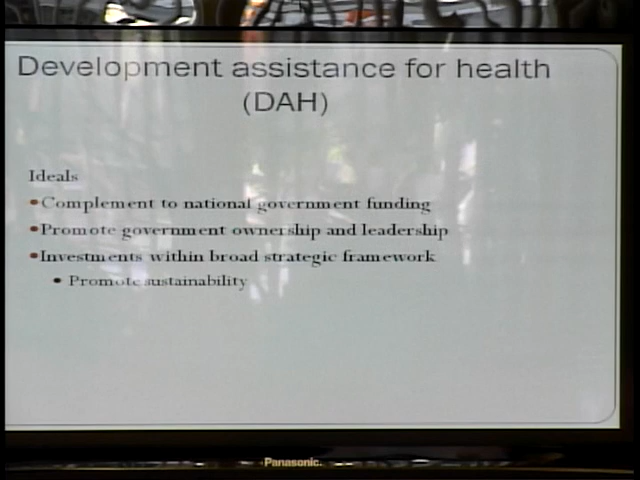 Development assistance for health
(DAH)
Ideals
•Complement to national government funding
•Promote government ownership and leadership
•Investments within broad strategic framework
• Promote sustainability
Panasonic.